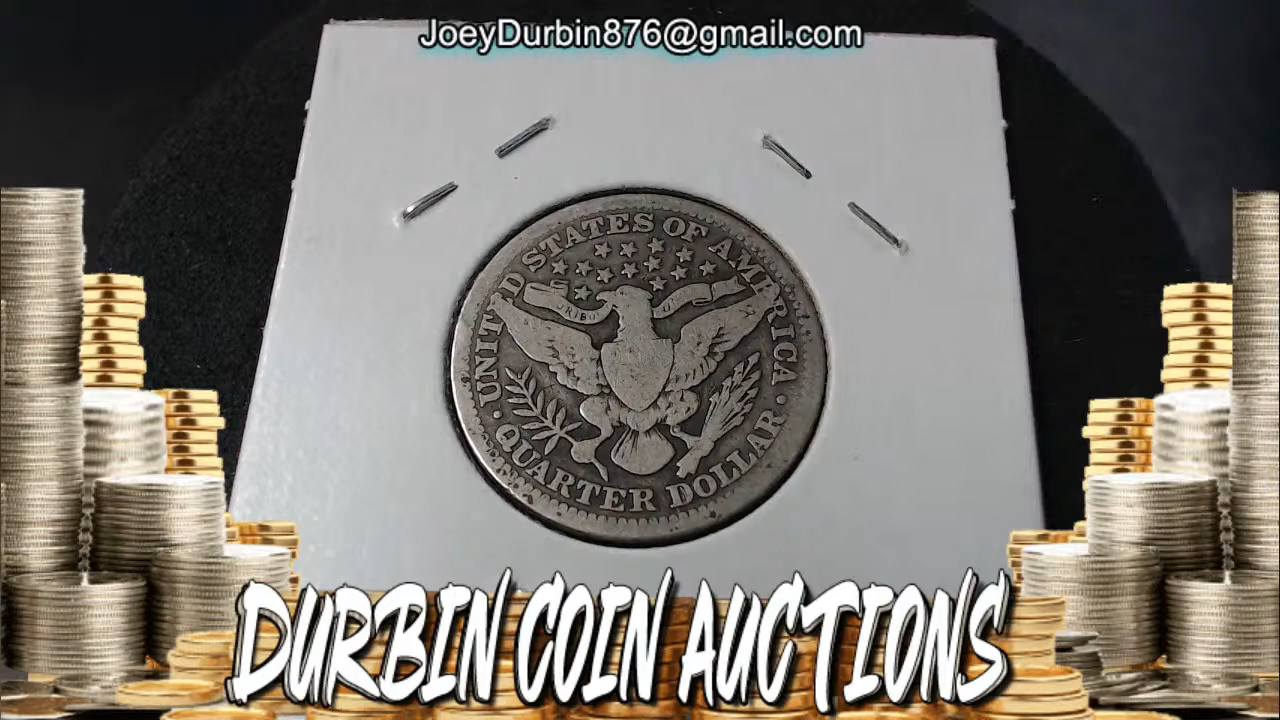 JoeyDurbin876@gmail.com
UNITED STATES OF AMERICA
QUARTER DOLLAR
DURBIN COIN AUCTIONS